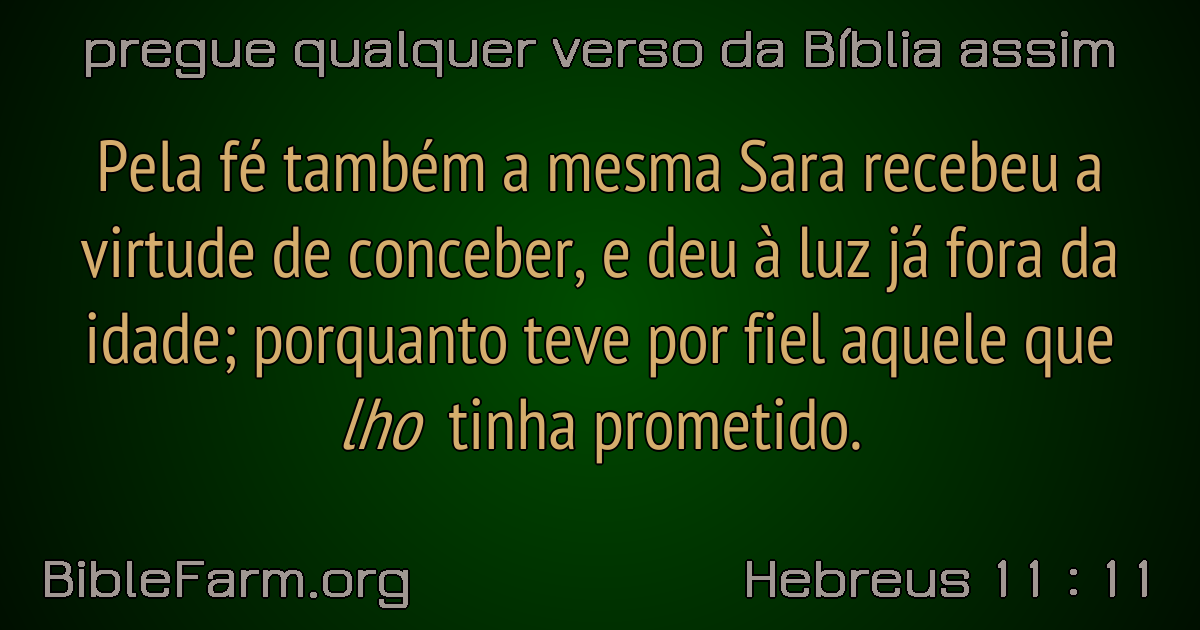 pregue qualquer verso da Bíblia assim
Pela fé também a mesma Sara recebeu a
virtude de conceber, e deu à luz já fora da
idade; porquanto teve por fiel aquele que
lho tinha prometido.
BibleFarm.org
Hebreus 11 : 11